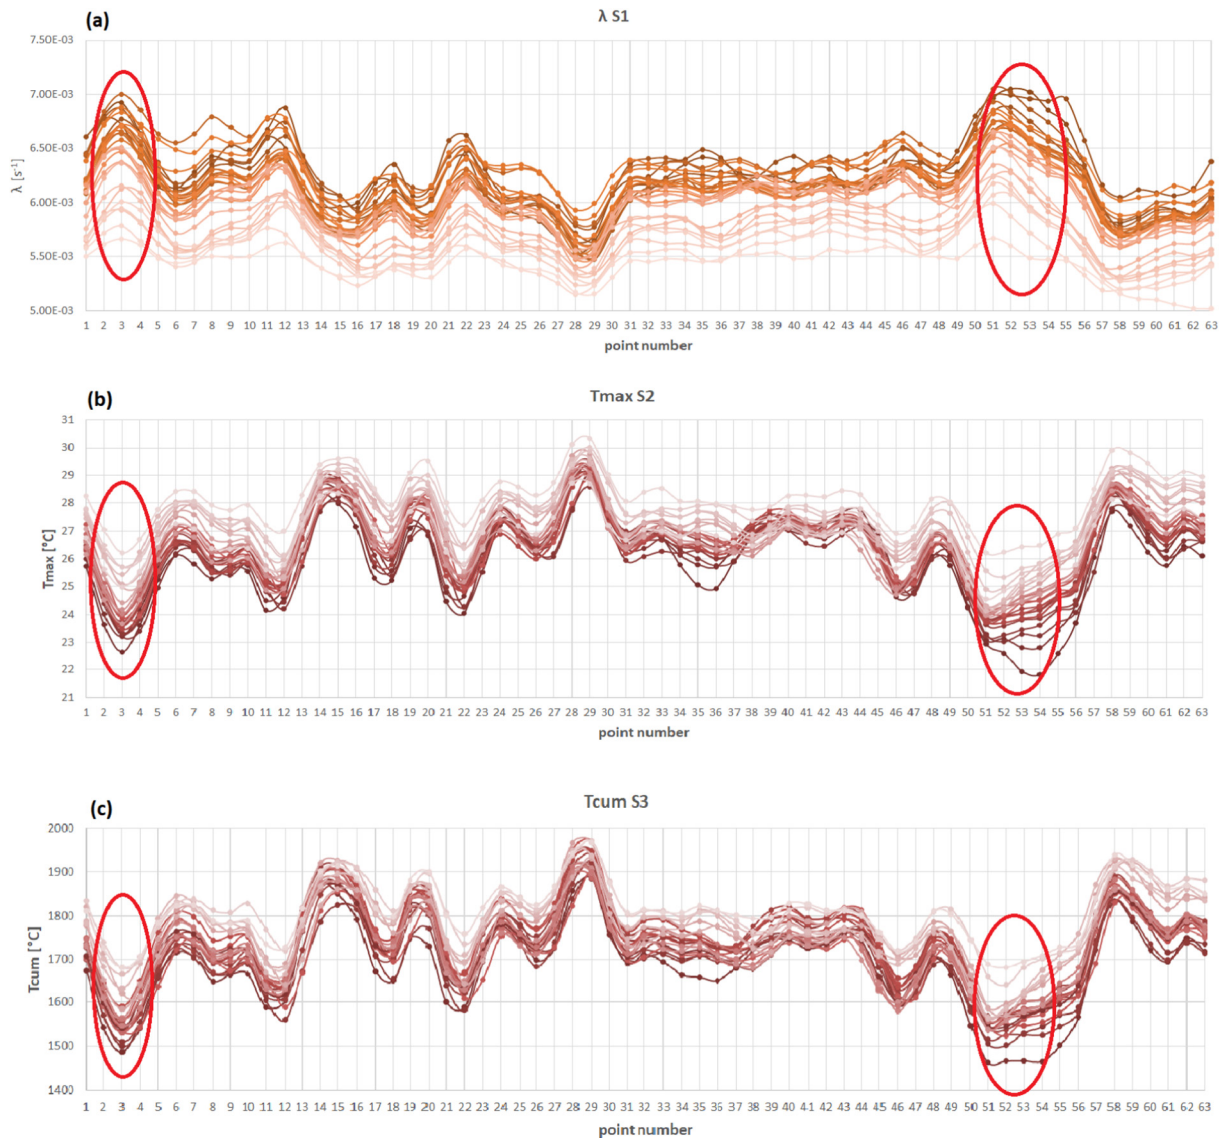 (a)
λ S1
7.50E-03
7.00E-03
6.50E-03
6.00E-03
5.50E-03
5.00E-03
λ [s⁻¹]
1 2 3 4 5 6 7 8 9 10 11 12 13 14 15 16 17 18 19 20 21 22 23 24 25 26 27 28 29 30 31 32 33 34 35 36 37 38 39 40 41 42 43 44 45 46 47 48 49 50 51 52 53 54 55 56 57 58 59 60 61 62 63
point number
(b)
Tmax S2
31
30
29
28
27
26
25
24
23
22
21
Tmax [°C]
1 2 3 4 5 6 7 8 9 10 11 12 13 14 15 16 17 18 19 20 21 22 23 24 25 26 27 28 29 30 31 32 33 34 35 36 37 38 39 40 41 42 43 44 45 46 47 48 49 50 51 52 53 54 55 56 57 58 59 60 61 62 63
point number
(c)
Tcum S3
2000
1900
1800
1700
1600
1500
1400
Tcum [°C]
1 2 3 4 5 6 7 8 9 10 11 12 13 14 15 16 17 18 19 20 21 22 23 24 25 26 27 28 29 30 31 32 33 34 35 36 37 38 39 40 41 42 43 44 45 46 47 48 49 50 51 52 53 54 55 56 57 58 59 60 61 62 63
point number